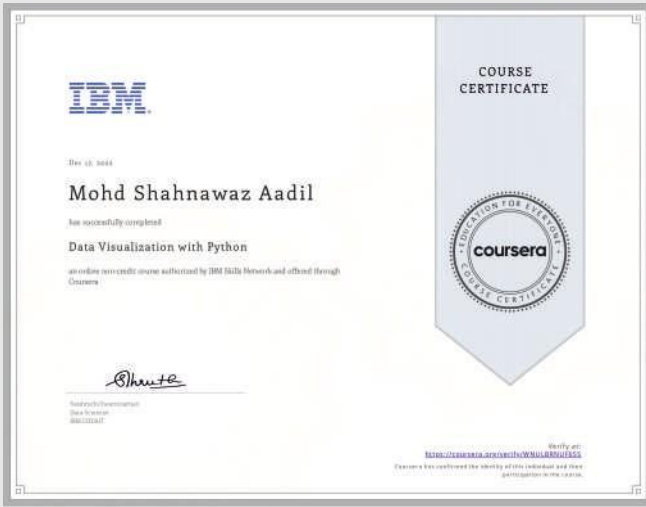 IBM.
COURSE
CERTIFICATE
Mohd Shahnawaz Aadil
has successfully completed
Data Visualization with Python
an online non-credit course authorized by IBM Skills Network and offered through
Coursera
EDUCATION FOR EVERYONE
coursera
COURSE CERTIFICATE
Data Scientist
Verify at:
Coursera has confirmed the identity of this individual and their
participation in the course.